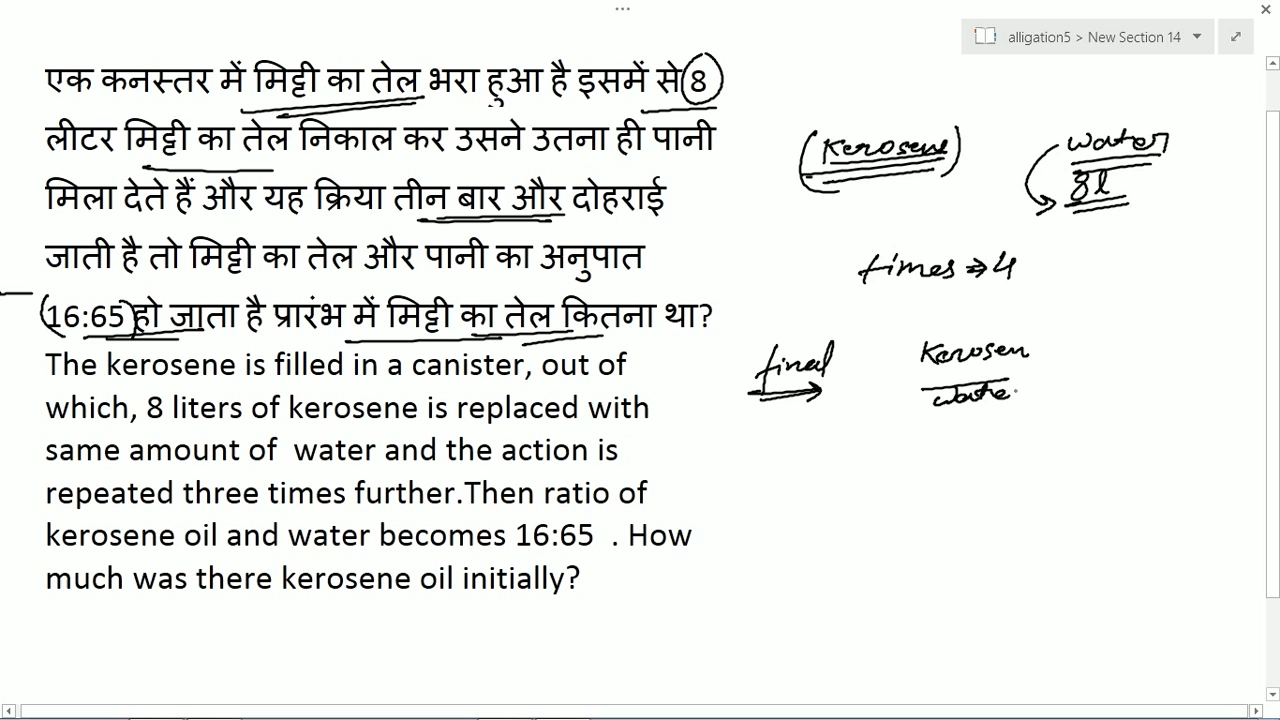 alligation5 > New Section 14
एक कनस्तर में मिट्टी का तेल भरा हुआ है इसमें से 8
लीटर मिट्टी का तेल निकाल कर उसने उतना ही पानी
मिला देते हैं और यह क्रिया तीन बार और दोहराई
जाती है तो मिट्टी का तेल और पानी का अनुपात
16:65 हो जाता है प्रारंभ में मिट्टी का तेल कितना था?
The kerosene is filled in a canister, out of
which, 8 liters of kerosene is replaced with
same amount of water and the action is
repeated three times further.Then ratio of
kerosene oil and water becomes 16:65 . How
much was there kerosene oil initially?
(Kerosene) water
8l
times ⇒ 4
final Kerosen
wate